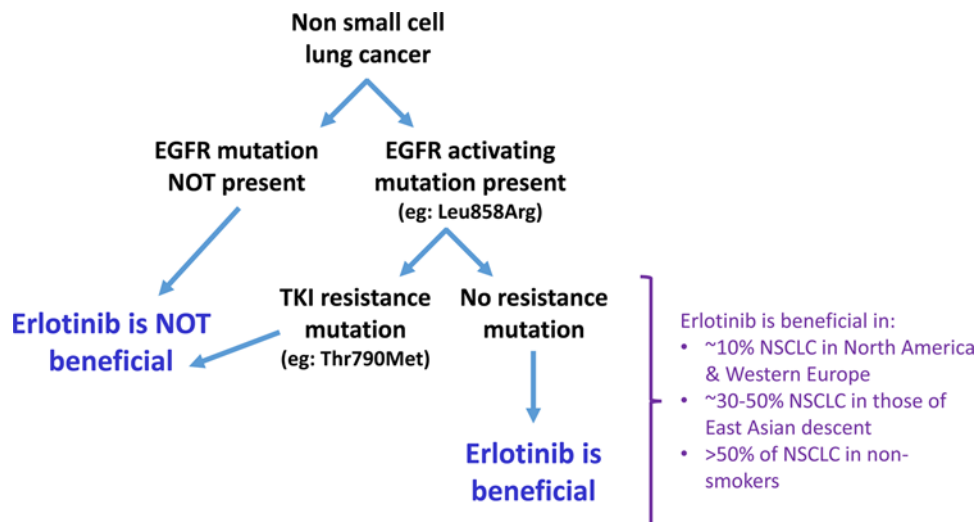 Non small cell
lung cancer
EGFR mutation
NOT present
EGFR activating
mutation present
(eg: Leu858Arg)
TKI resistance
mutation
(eg: Thr790Met)
No resistance
mutation
Erlotinib is NOT
beneficial
Erlotinib is
beneficial
Erlotinib is beneficial in:
• ~10% NSCLC in North America
& Western Europe
• ~30-50% NSCLC in those of
East Asian descent
• >50% of NSCLC in non-
smokers